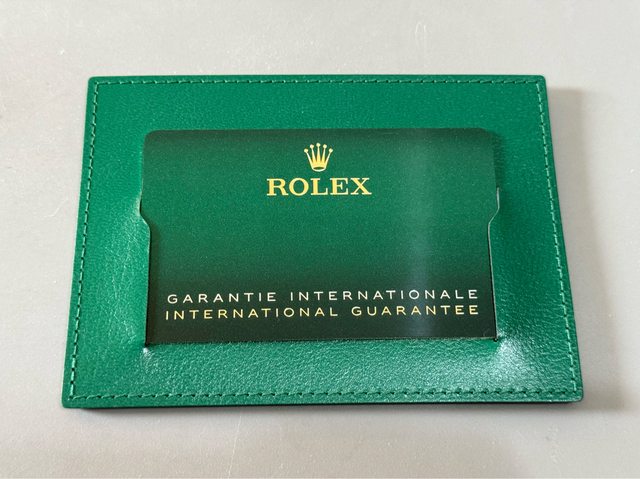 ROLEX
GARANTIE INTERNATIONALE
INTERNATIONAL GUARANTEE